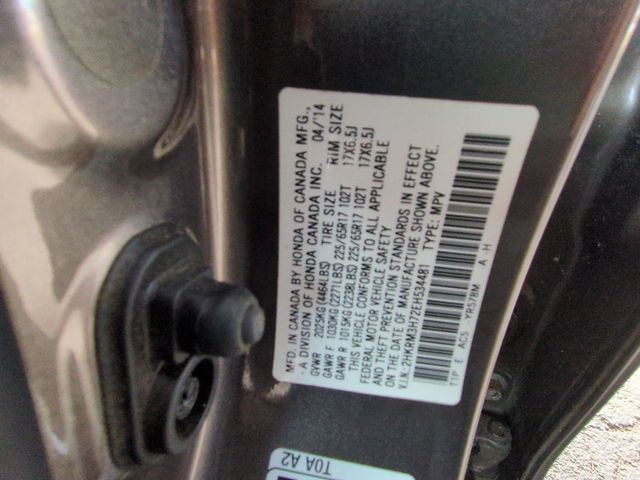 MFD. IN CANADA BY HONDA OF CANADA MFG.,
A DIVISION OF HONDA CANADA INC. 04/'14
GVWR 2025KG(4464LBS) TIRE SIZE RIM SIZE
GAWR F 1030KG(2271LBS) 225/65R17 102T 17X6.5J
GAWR R 1015KG(2238LBS) 225/65R17 102T 17X6.5J
THIS VEHICLE CONFORMS TO ALL APPLICABLE
FEDERAL MOTOR VEHICLE SAFETY
AND THEFT PREVENTION STANDARDS IN EFFECT
ON THE DATE OF MANUFACTURE SHOWN ABOVE.
V.I.N.: 2HKRM3H72EH534481 TYPE: MPV
TIP E AC5 YR578M A H
T0A A2